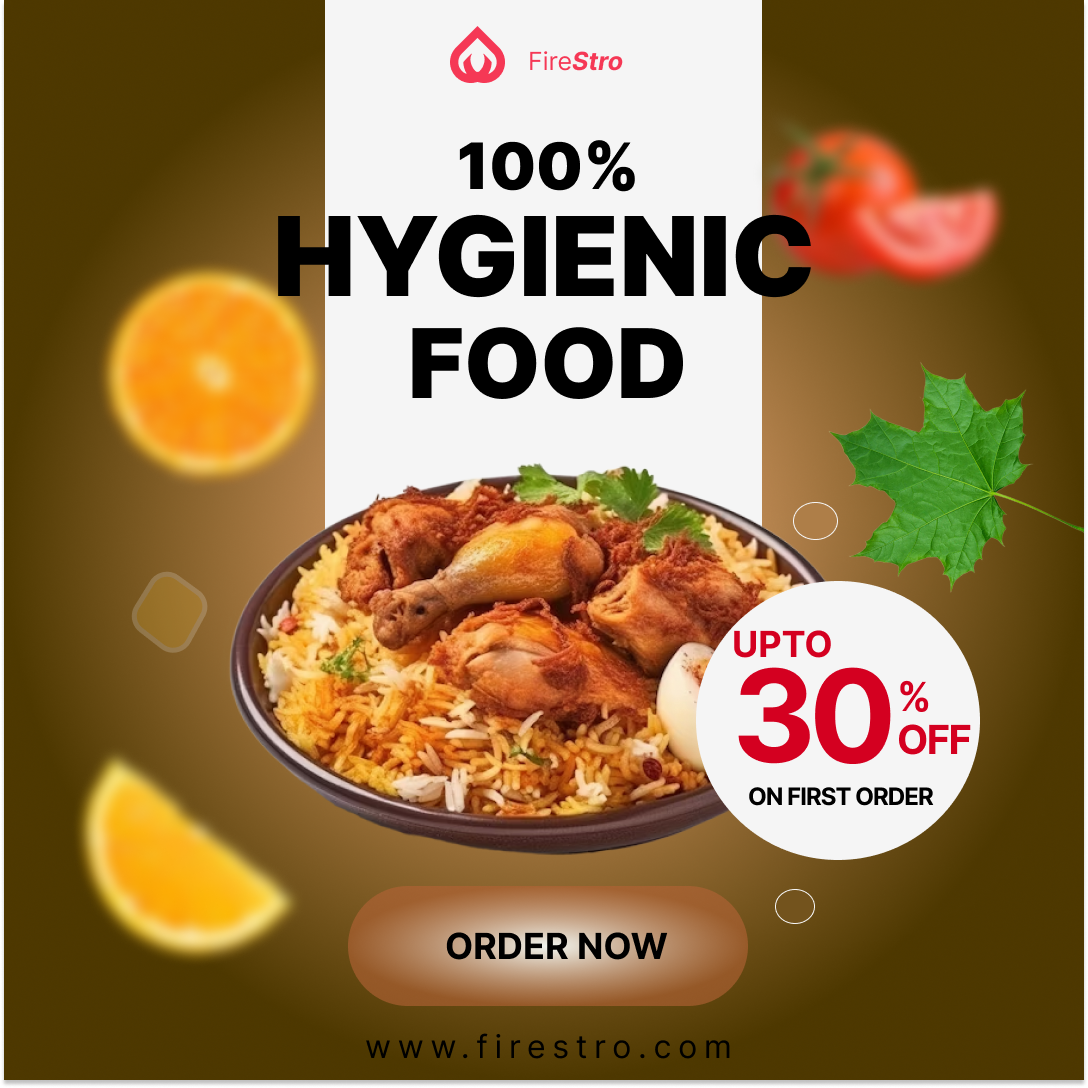 FireStro
100%
HYGIENIC
FOOD
UPTO
30%
OFF
ON FIRST ORDER
ORDER NOW
www.firestro.com